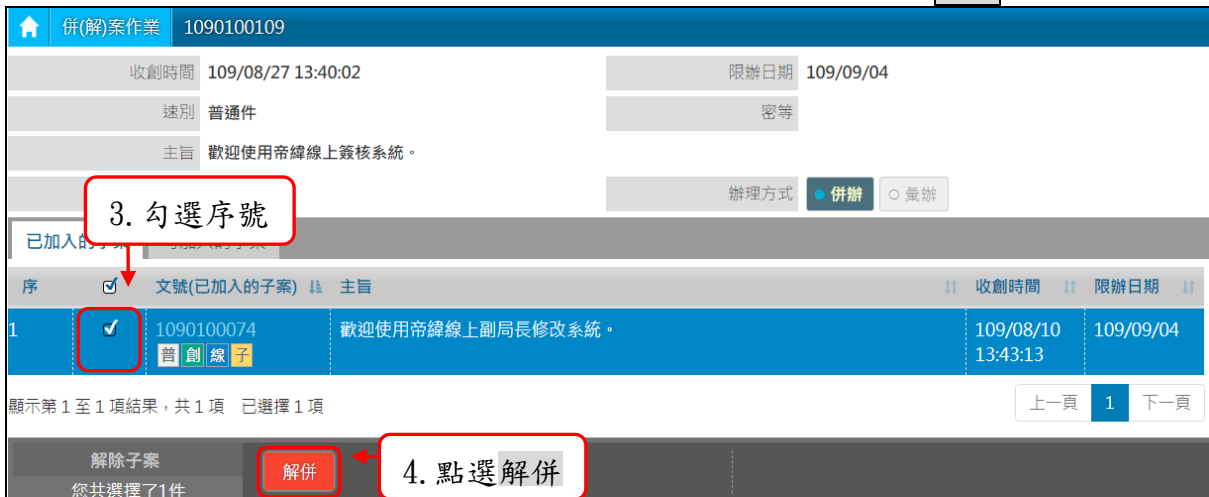 併(解)案作業 1090100109
收創時間 109/08/27 13:40:02 限辦日期 109/09/04
速別 普通件 密等
主旨 歡迎使用帝緯線上簽核系統。
辦理方式 併辦 彙辦
3. 勾選序號
已加入的
序 文號(已加入的子案) 主旨 收創時間 限辦日期
1 1090100074 歡迎使用帝緯線上副局長修改系統。 109/08/10 109/09/04
普 創 線 子 13:43:13
顯示第 1 至 1 項結果，共 1 項 已選擇 1 項 上一頁 1 下一頁
解除子案 解併 4. 點選解併
您共選擇了1件